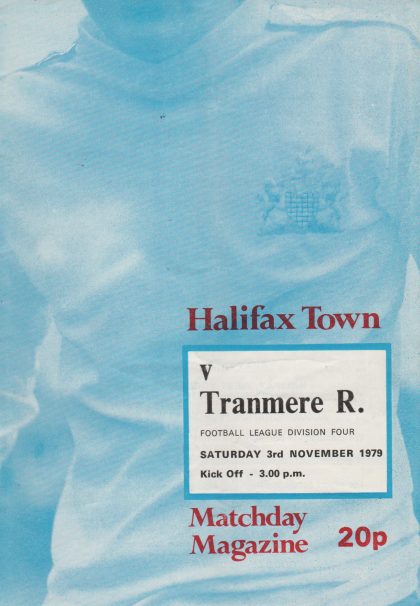 Halifax Town
v
Tranmere R.
FOOTBALL LEAGUE DIVISION FOUR
SATURDAY 3rd NOVEMBER 1979
Kick Off - 3.00 p.m.
Matchday
Magazine 20p